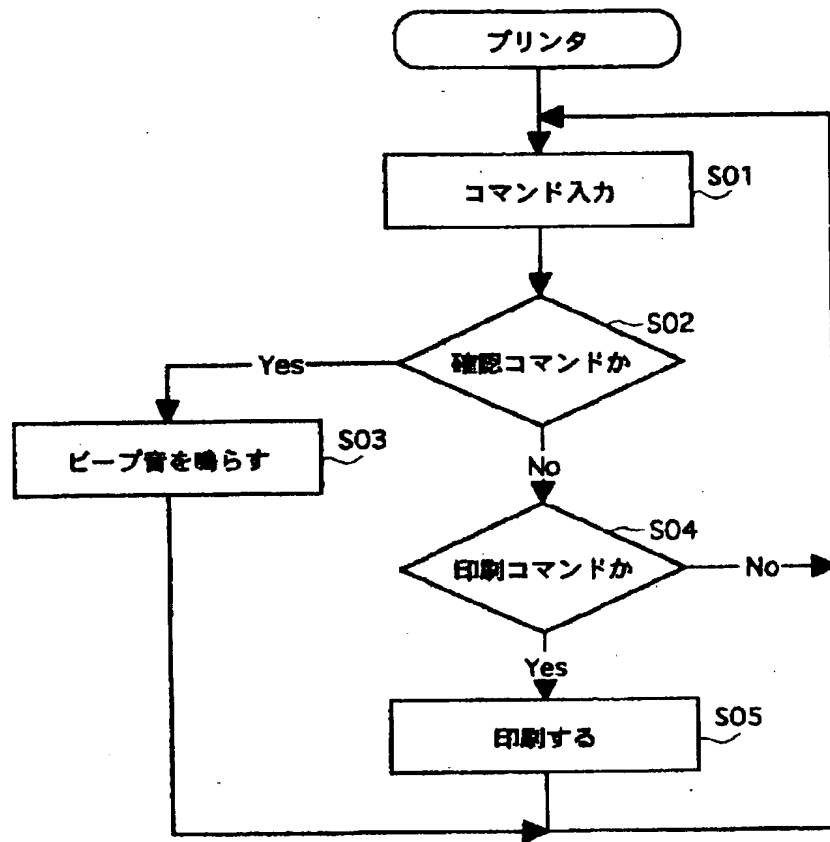 プリンタ
コマンド入力
S01
確認コマンドか
S02
Yes
ビープ音を鳴らす
S03
No
印刷コマンドか
S04
No
Yes
印刷する
S05